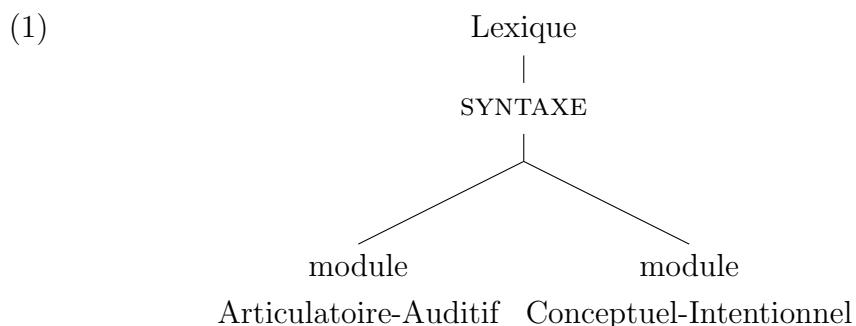 (1) Lexique
SYNTAXE
module module
Articulatoire-Auditif Conceptuel-Intentionnel